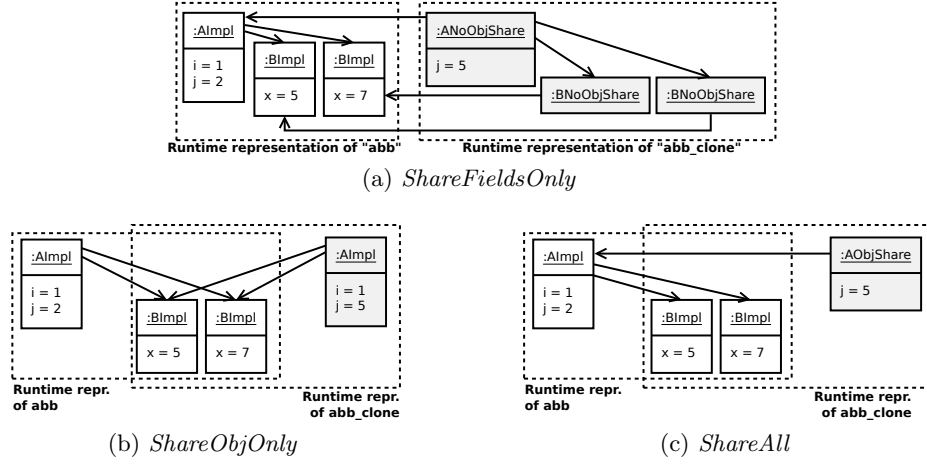 :AImpl
i = 1
j = 2
:BImpl
x = 5
:BImpl
x = 7
:ANoObjShare
j = 5
:BNoObjShare
:BNoObjShare
Runtime representation of "abb"
Runtime representation of "abb_clone"
(a) ShareFieldsOnly
:AImpl
i = 1
j = 2
:BImpl
x = 5
:BImpl
x = 7
:AImpl
i = 1
j = 5
Runtime repr.
of abb
Runtime repr.
of abb_clone
(b) ShareObjOnly
:AImpl
i = 1
j = 2
:BImpl
x = 5
:BImpl
x = 7
:AObjShare
j = 5
Runtime repr.
of abb
Runtime repr.
of abb_clone
(c) ShareAll